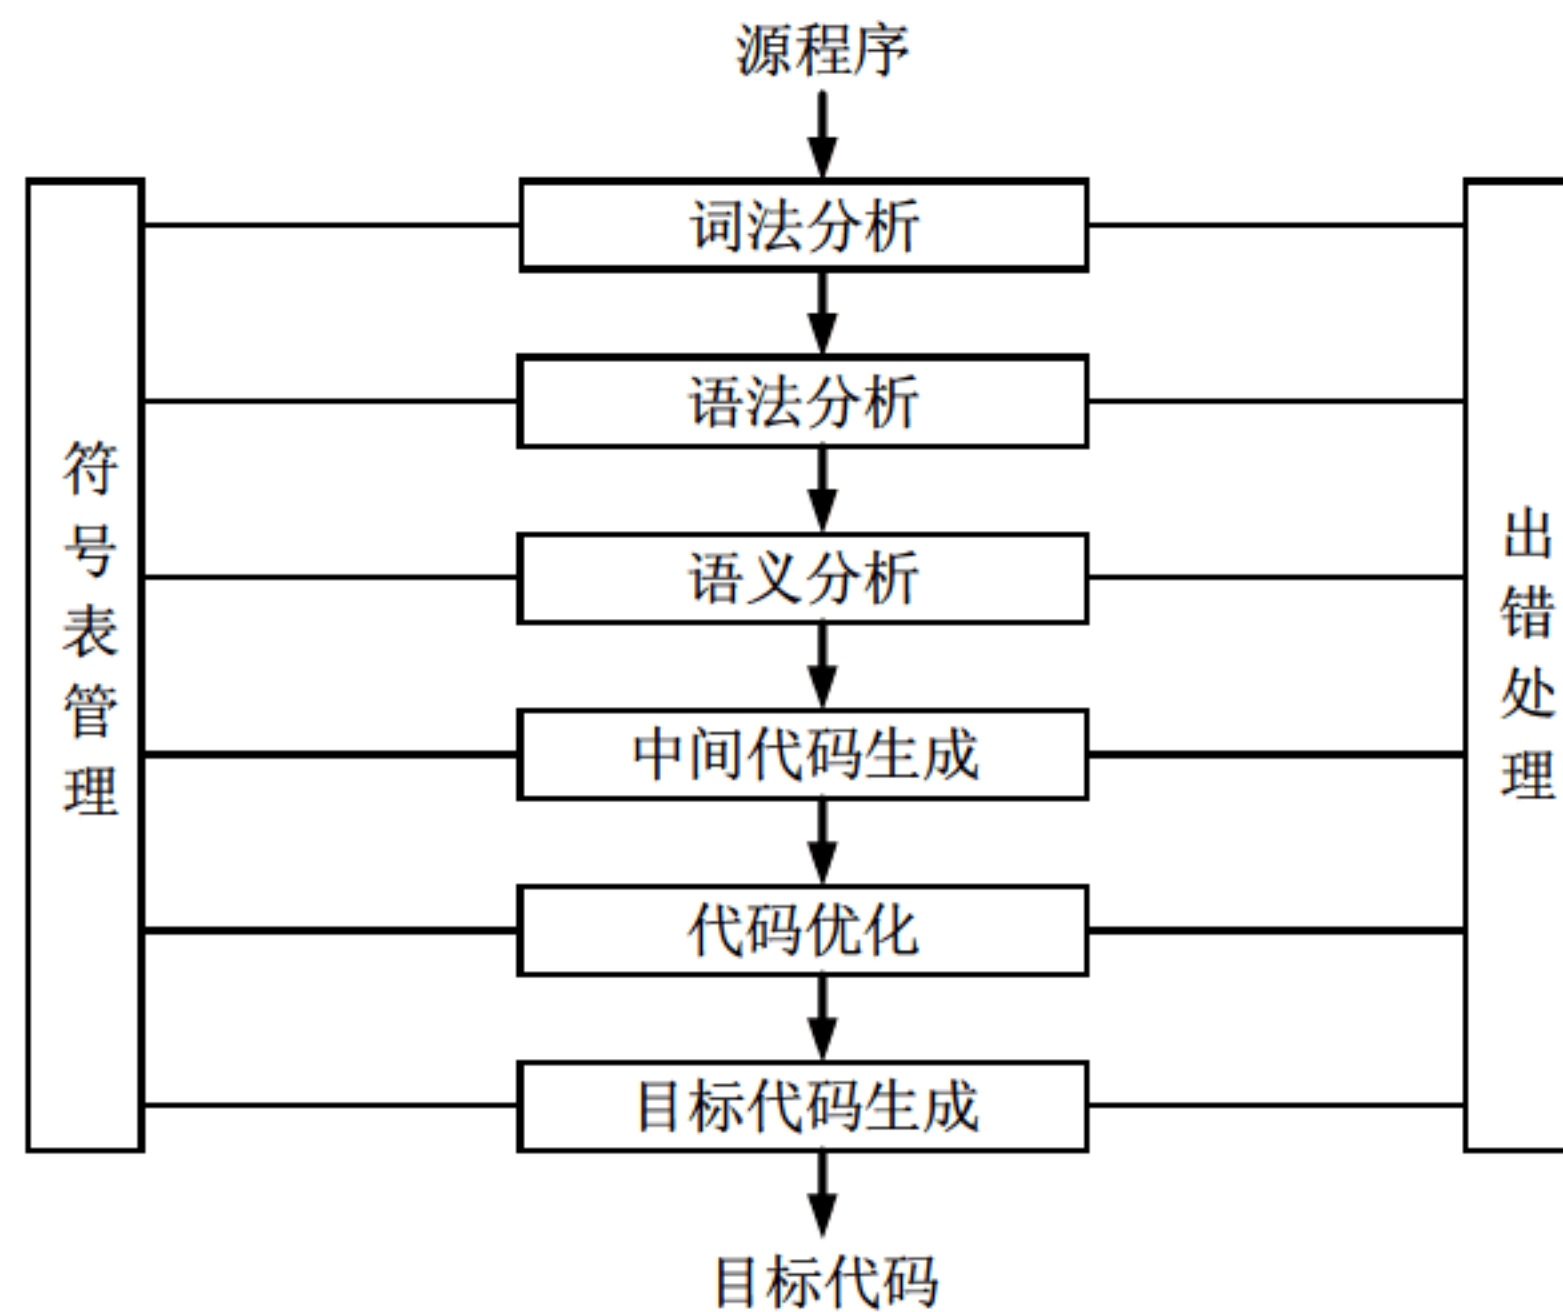 源程序
词法分析
语法分析
语义分析
中间代码生成
代码优化
目标代码生成
目标代码
符号表管理
出错处理